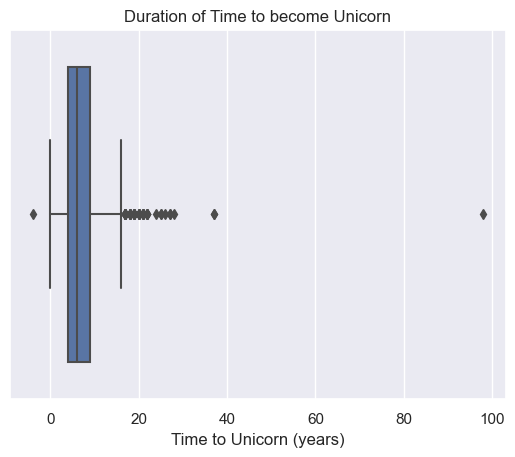 Duration of Time to become Unicorn
0 20 40 60 80 100
Time to Unicorn (years)